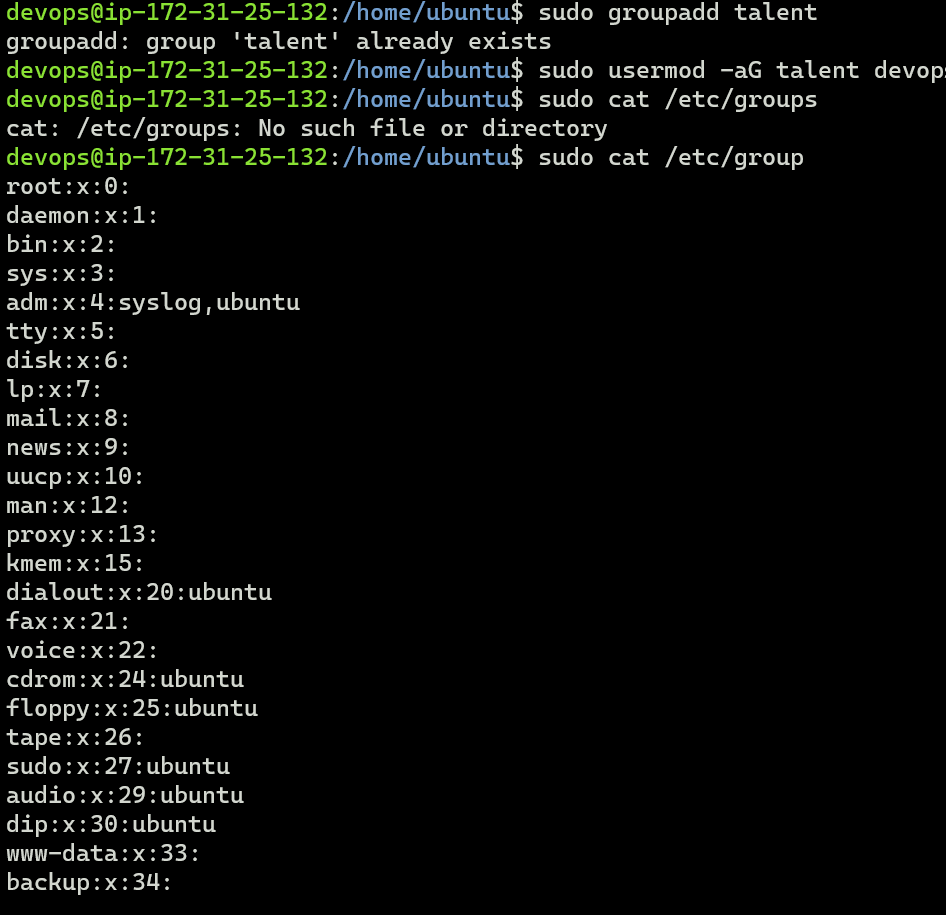 devops@ip-172-31-25-132:/home/ubuntu$ sudo groupadd talent
groupadd: group 'talent' already exists
devops@ip-172-31-25-132:/home/ubuntu$ sudo usermod -aG talent devops
devops@ip-172-31-25-132:/home/ubuntu$ sudo cat /etc/groups
cat: /etc/groups: No such file or directory
devops@ip-172-31-25-132:/home/ubuntu$ sudo cat /etc/group
root:x:0:
daemon:x:1:
bin:x:2:
sys:x:3:
adm:x:4:syslog,ubuntu
tty:x:5:
disk:x:6:
lp:x:7:
mail:x:8:
news:x:9:
uucp:x:10:
man:x:12:
proxy:x:13:
kmem:x:15:
dialout:x:20:ubuntu
fax:x:21:
voice:x:22:
cdrom:x:24:ubuntu
floppy:x:25:ubuntu
tape:x:26:
sudo:x:27:ubuntu
audio:x:29:ubuntu
dip:x:30:ubuntu
www-data:x:33:
backup:x:34: